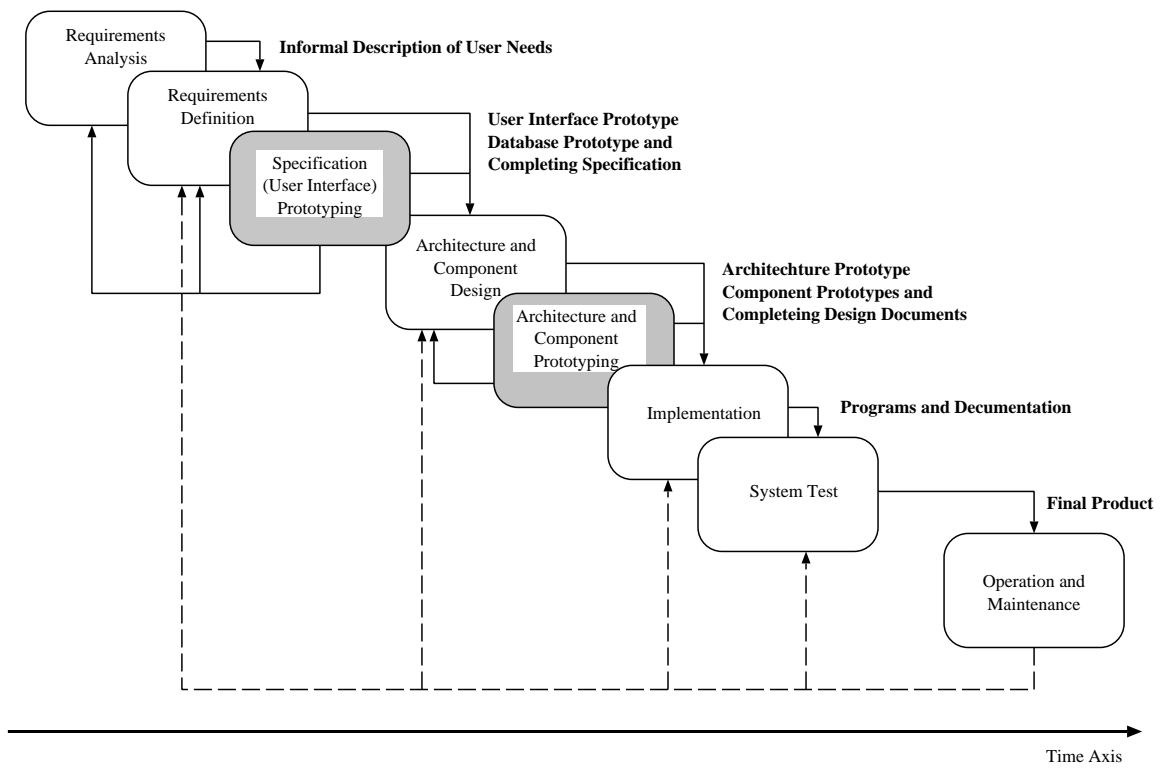 Requirements
Analysis
Informal Description of User Needs
Requirements
Definition
User Interface Prototype
Database Prototype and
Completing Specification
Specification
(User Interface)
Prototyping
Architecture and
Component
Design
Architechture Prototype
Component Prototypes and
Completeing Design Documents
Architecture and
Component
Prototyping
Implementation
Programs and Decumentation
System Test
Final Product
Operation and
Maintenance
Time Axis